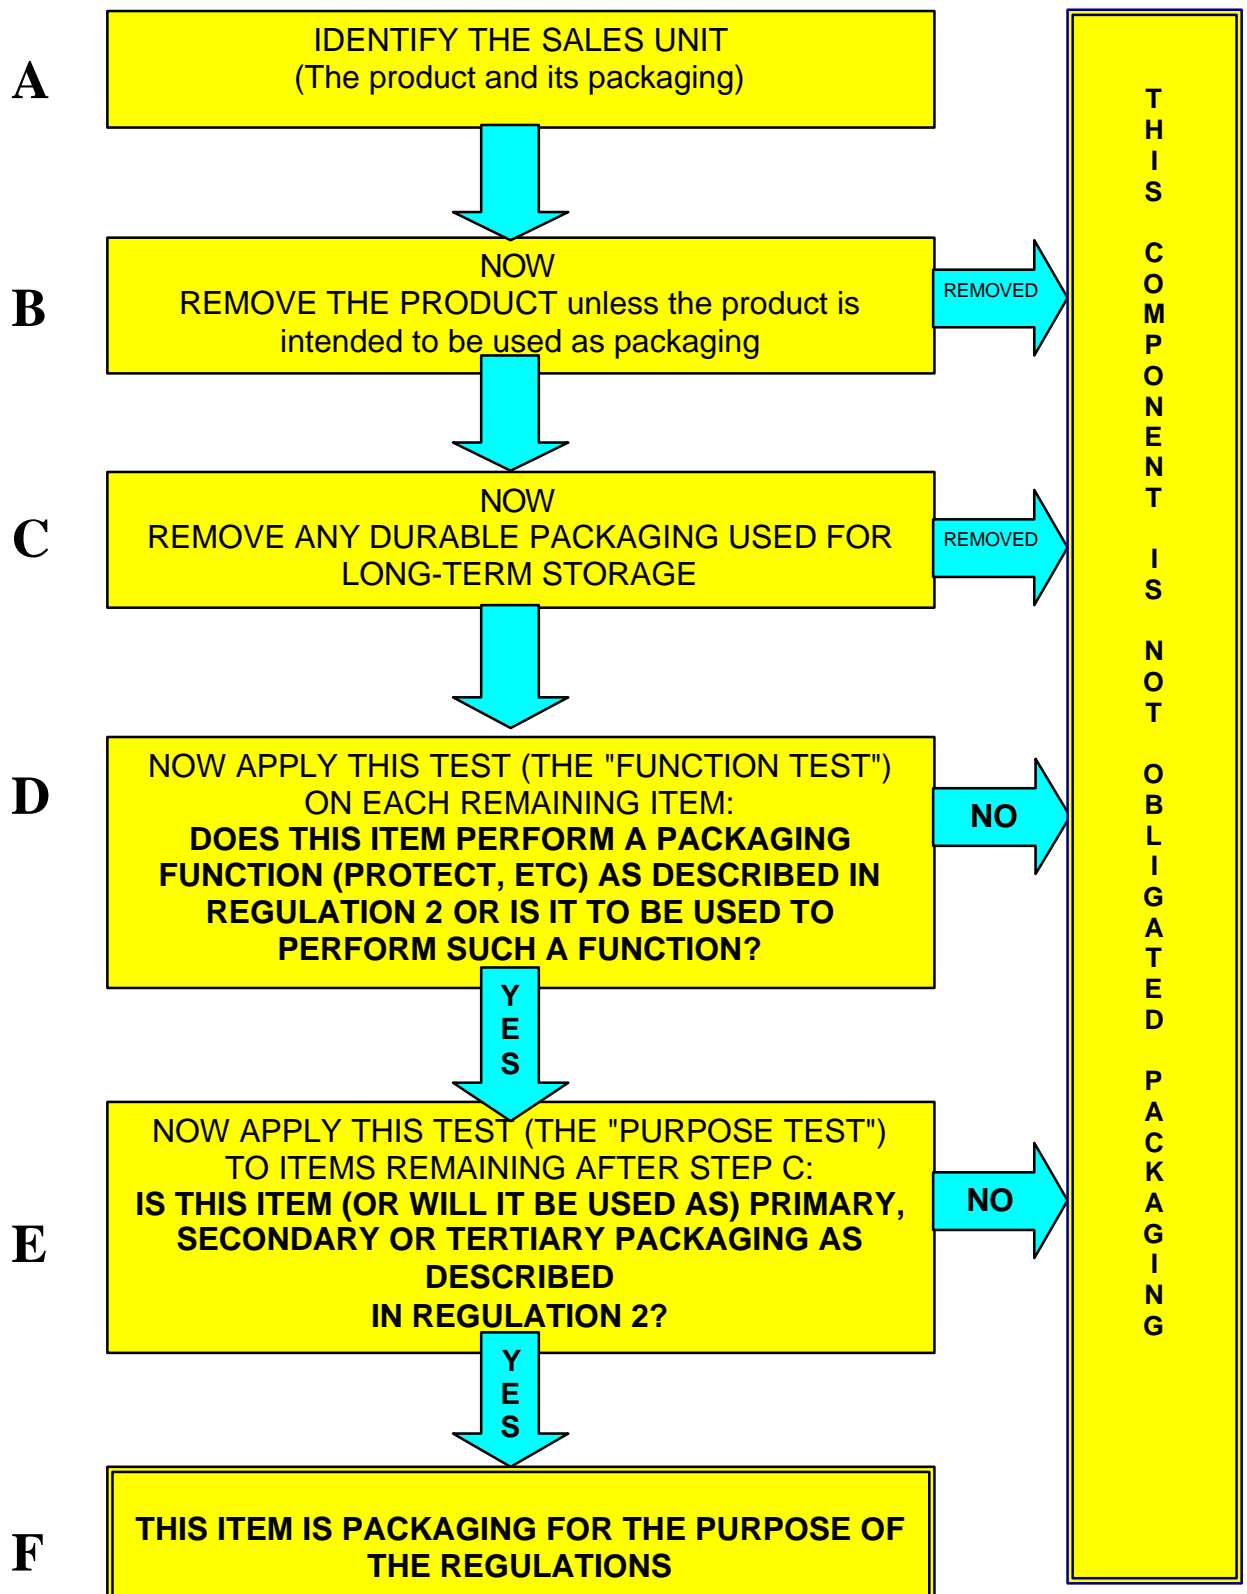 A
IDENTIFY THE SALES UNIT
(The product and its packaging)
B
NOW
REMOVE THE PRODUCT unless the product is
intended to be used as packaging
REMOVED
C
NOW
REMOVE ANY DURABLE PACKAGING USED FOR
LONG-TERM STORAGE
REMOVED
D
NOW APPLY THIS TEST (THE "FUNCTION TEST")
ON EACH REMAINING ITEM:
DOES THIS ITEM PERFORM A PACKAGING
FUNCTION (PROTECT, ETC) AS DESCRIBED IN
REGULATION 2 OR IS IT TO BE USED TO
PERFORM SUCH A FUNCTION?
NO
YES
E
NOW APPLY THIS TEST (THE "PURPOSE TEST")
TO ITEMS REMAINING AFTER STEP C:
IS THIS ITEM (OR WILL IT BE USED AS) PRIMARY,
SECONDARY OR TERTIARY PACKAGING AS
DESCRIBED
IN REGULATION 2?
NO
YES
F
THIS ITEM IS PACKAGING FOR THE PURPOSE OF
THE REGULATIONS
THIS COMPONENT IS NOT OBLIGATED PACKAGING